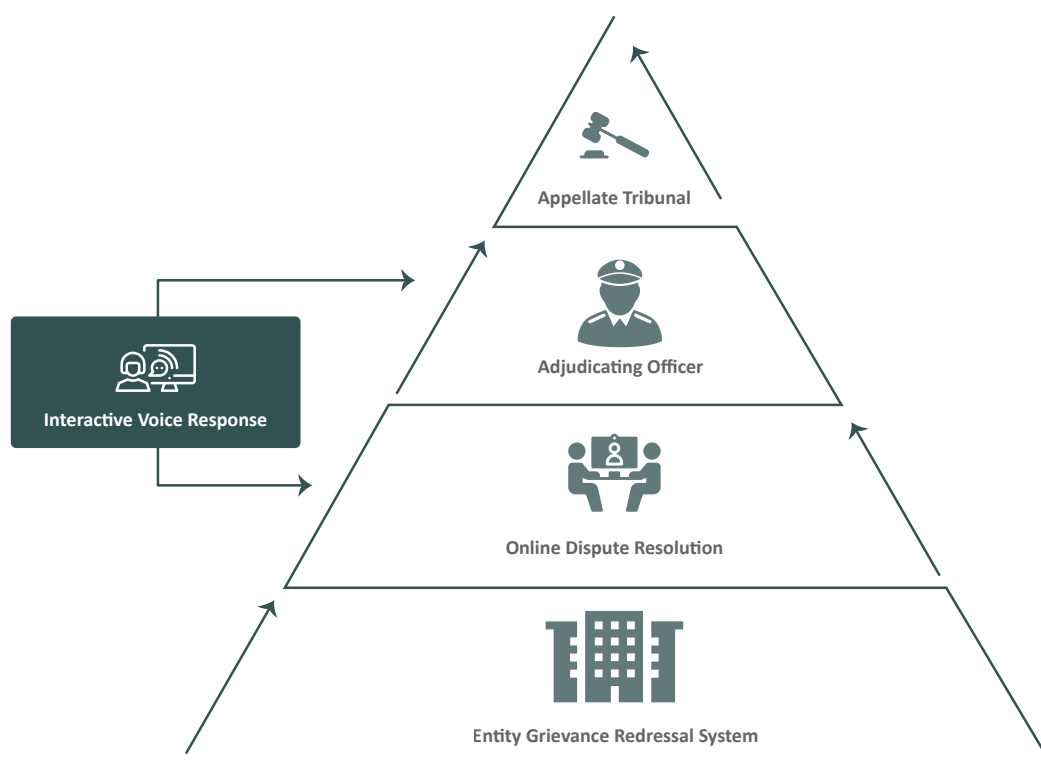 Appellate Tribunal
Adjudicating Officer
Interactive Voice Response
Online Dispute Resolution
Entity Grievance Redressal System